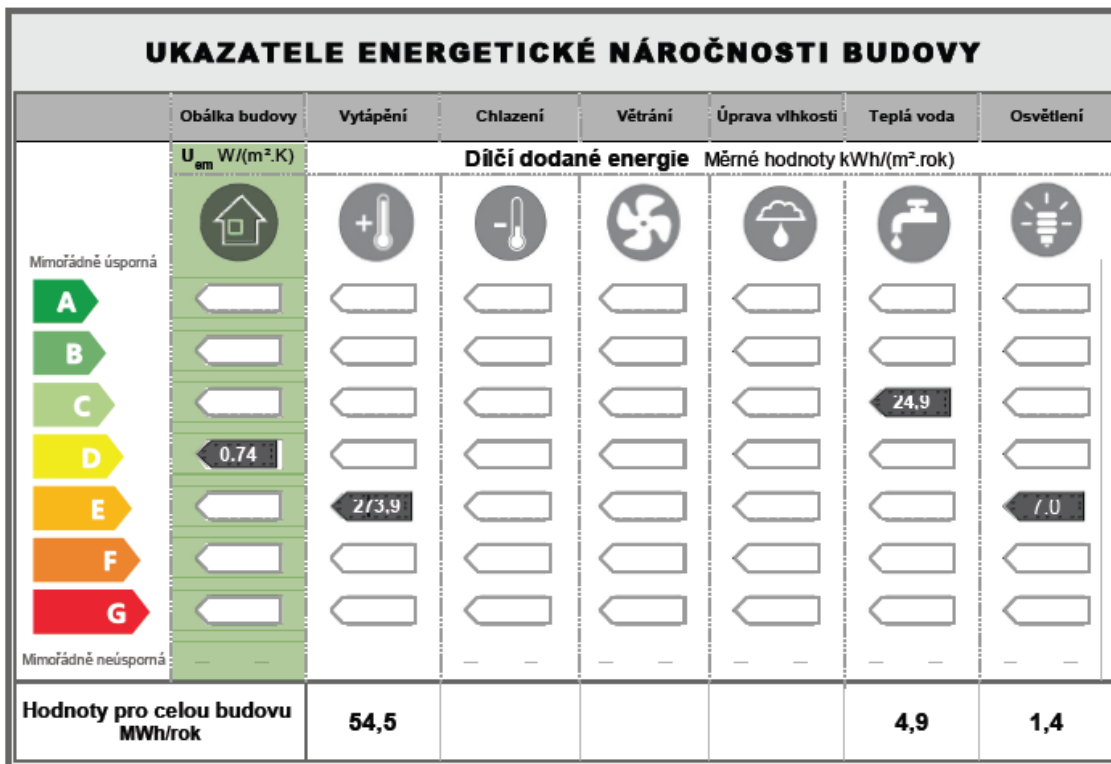 UKAZATELE ENERGETICKÉ NÁROČNOSTI BUDOVY
Obálka budovy Vytápění Chlazení Větrání Úprava vlhkosti Teplá voda Osvětlení
Uem W/(m².K) Dílčí dodané energie Měrné hodnoty kWh/(m².rok)
Mimořádně úsporná
A
B
C 24,9
D 0.74
E 273,9 7.0
F
G
Mimořádně neúsporná
Hodnoty pro celou budovu
MWh/rok 54,5 4,9 1,4